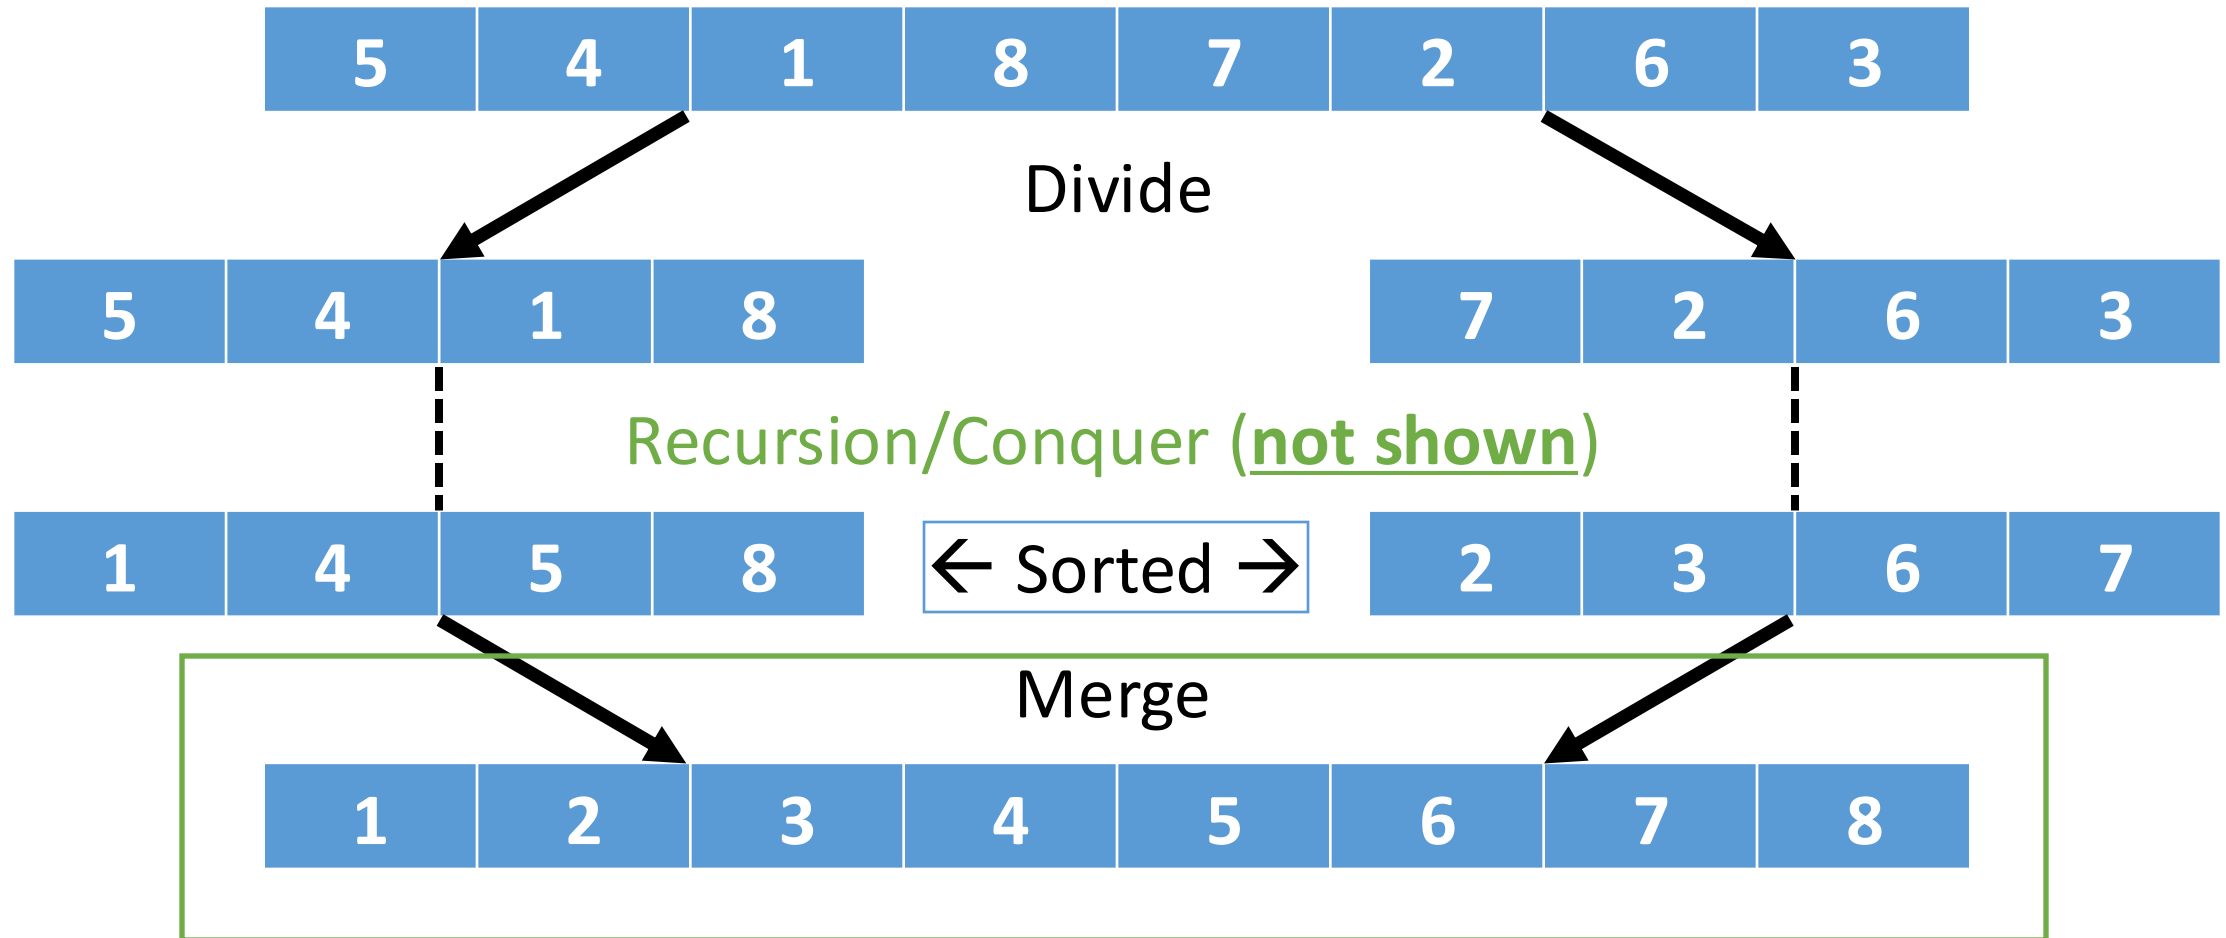 5 4 1 8 7 2 6 3
Divide
5 4 1 8 7 2 6 3
Recursion/Conquer (not shown)
1 4 5 8 ← Sorted → 2 3 6 7
Merge
1 2 3 4 5 6 7 8